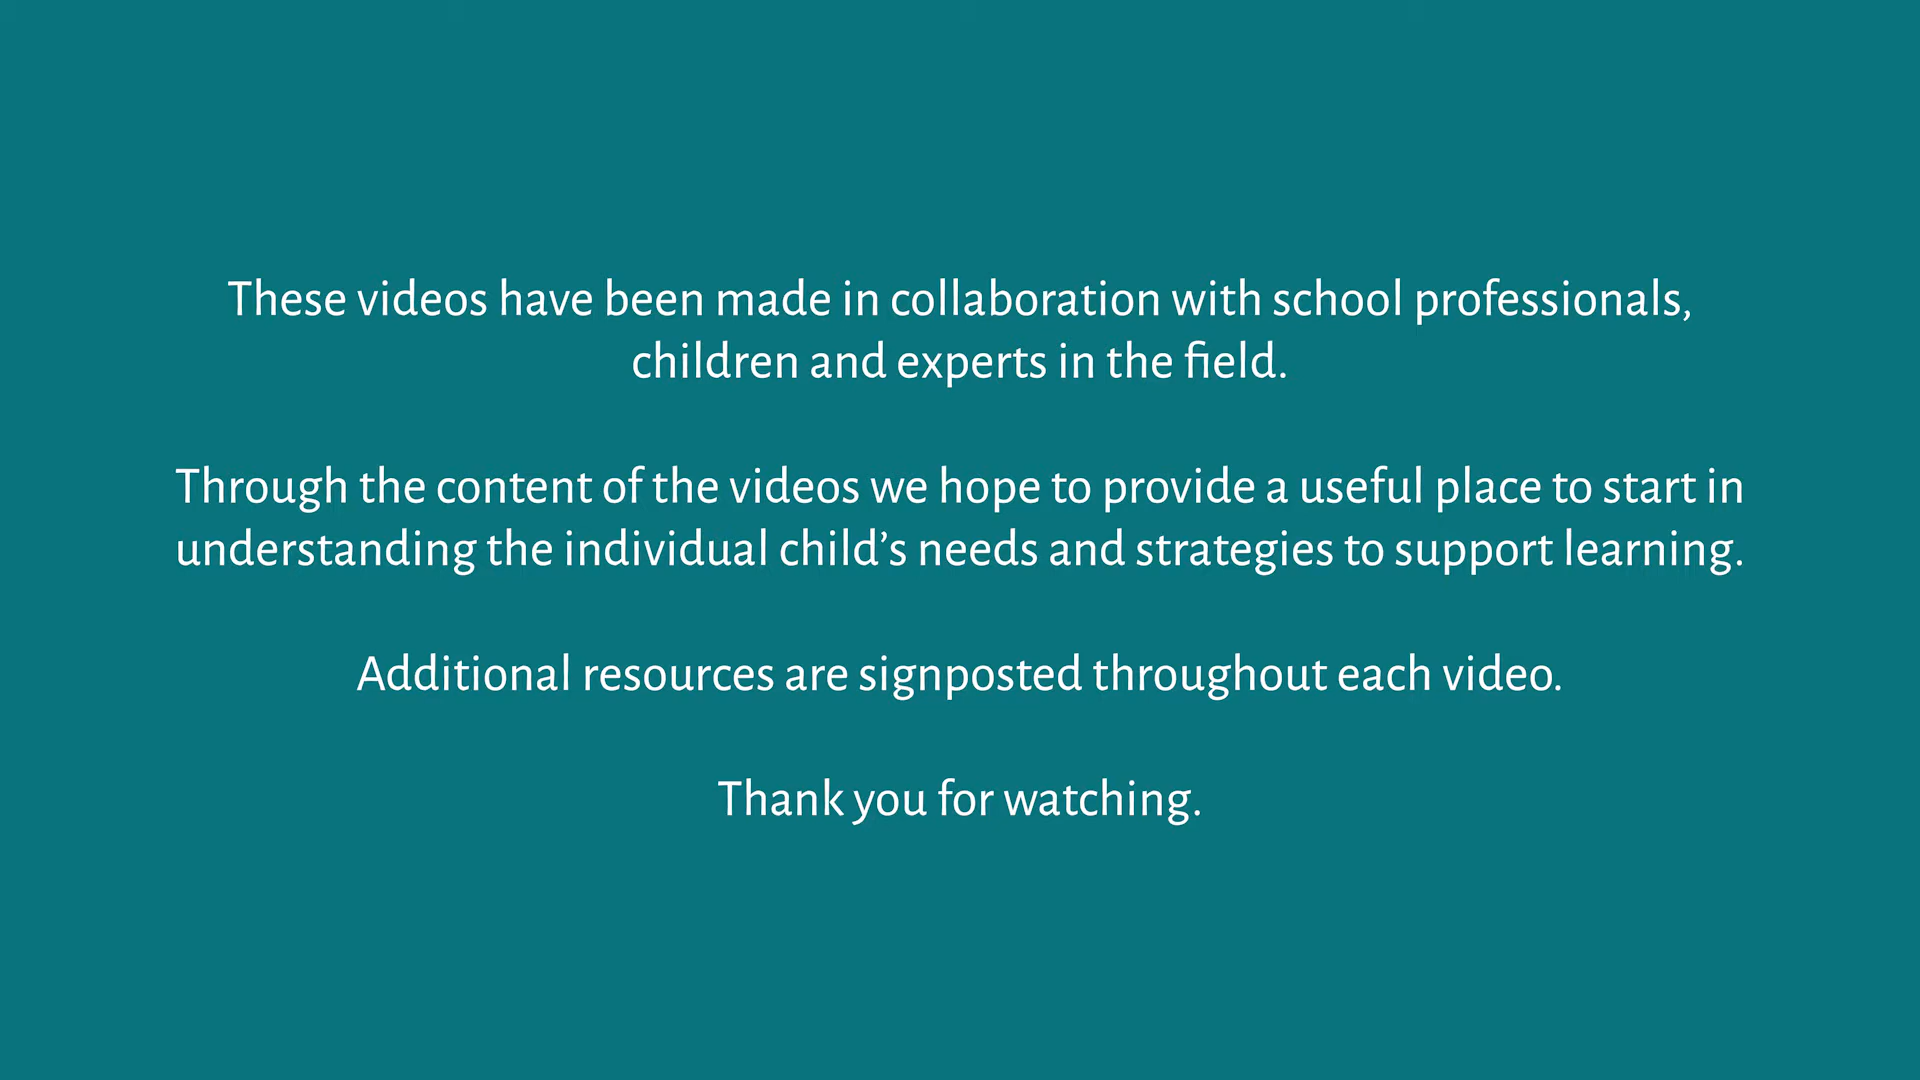 These videos have been made in collaboration with school professionals,
children and experts in the field.
Through the content of the videos we hope to provide a useful place to start in
understanding the individual child’s needs and strategies to support learning.
Additional resources are signposted throughout each video.
Thank you for watching.